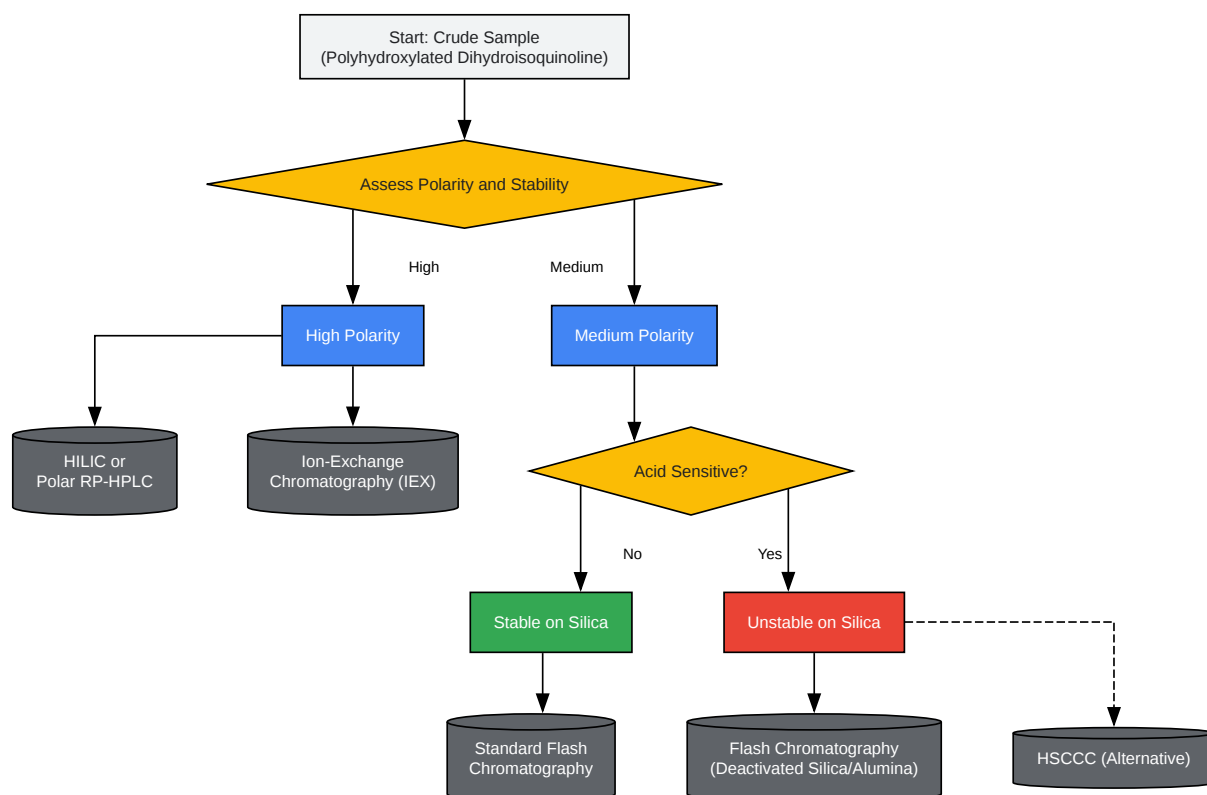 Start: Crude Sample
(Polyhydroxylated Dihydroisoquinoline)
Assess Polarity and Stability
High
Medium
High Polarity
Medium Polarity
HILIC or
Polar RP-HPLC
Ion-Exchange
Chromatography (IEX)
Acid Sensitive?
No
Yes
Stable on Silica
Unstable on Silica
Standard Flash
Chromatography
Flash Chromatography
(Deactivated Silica/Alumina)
HSCCC (Alternative)